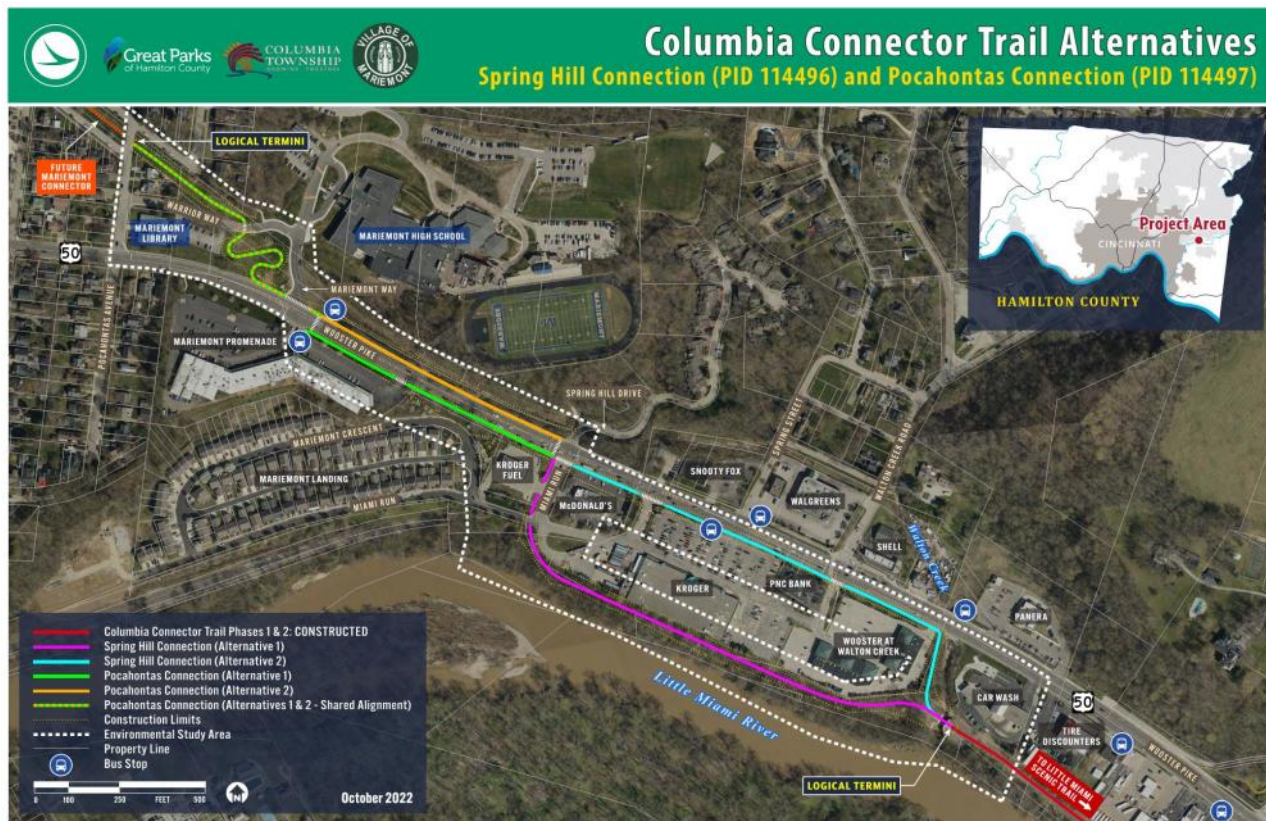 Great Parks
of Hamilton County
COLUMBIA
TOWNSHIP
VILLAGE OF
MARIEMONT
Columbia Connector Trail Alternatives
Spring Hill Connection (PID 114496) and Pocahontas Connection (PID 114497)
LOGICAL TERMINI
FUTURE
MARIEMONT
CONNECTOR
WARRIOR WAY
MARIEMONT
LIBRARY
MARIEMONT HIGH SCHOOL
50
MARIEMONT WAY
POCAHONTAS AVENUE
MARIEMONT PROMENADE
WOOSTER PIKE
Project Area
CINCINNATI
HAMILTON COUNTY
SPRING HILL DRIVE
SPRING STREET
WALTON CREEK ROAD
MARIEMONT CRESCENT
MARIEMONT LANDING
MIAMI RUN
KROGER
FUEL
MIAMI RUN
McDONALD'S
SNOOTY FOX
WALGREENS
SHELL
Walton Creek
KROGER
PNC BANK
PANERA
WOOSTER AT
WALTON CREEK
CAR WASH
50
TIRE
DISCOUNTERS
WOOSTER PIKE
Little Miami River
LOGICAL TERMINI
TO LITTLE MIAMI
SCENIC TRAIL
Columbia Connector Trail Phases 1 & 2: CONSTRUCTED
Spring Hill Connection (Alternative 1)
Spring Hill Connection (Alternative 2)
Pocahontas Connection (Alternative 1)
Pocahontas Connection (Alternative 2)
Pocahontas Connection (Alternatives 1 & 2 - Shared Alignment)
Construction Limits
Environmental Study Area
Property Line
Bus Stop
0 100 250 FEET 500
N
October 2022